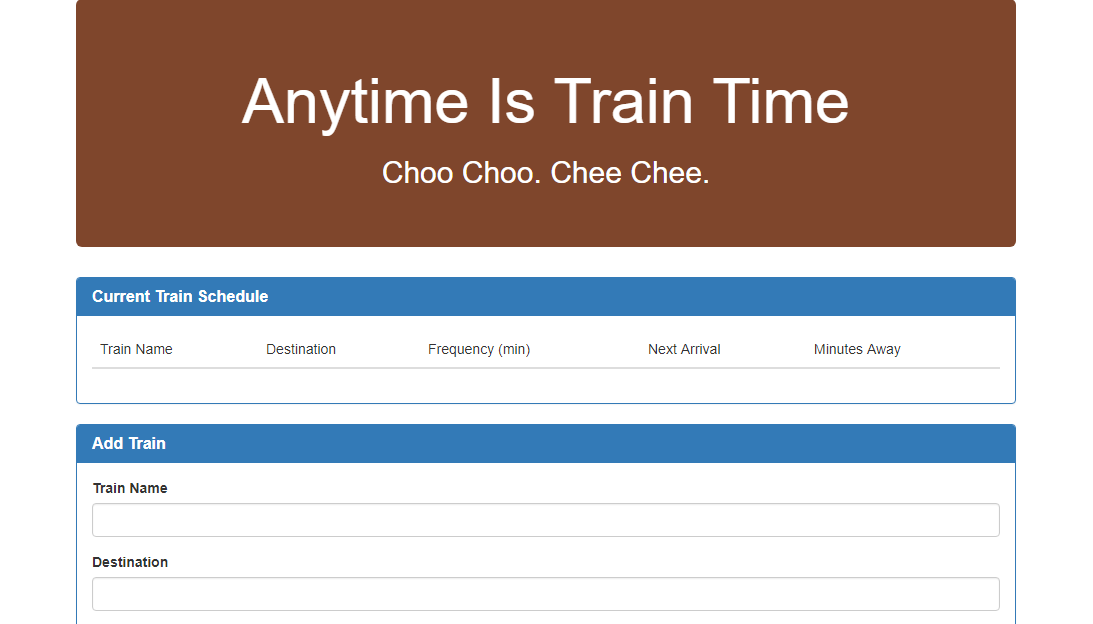 Anytime Is Train Time
Choo Choo. Chee Chee.
Current Train Schedule
Train Name Destination Frequency (min) Next Arrival Minutes Away
Add Train
Train Name
Destination